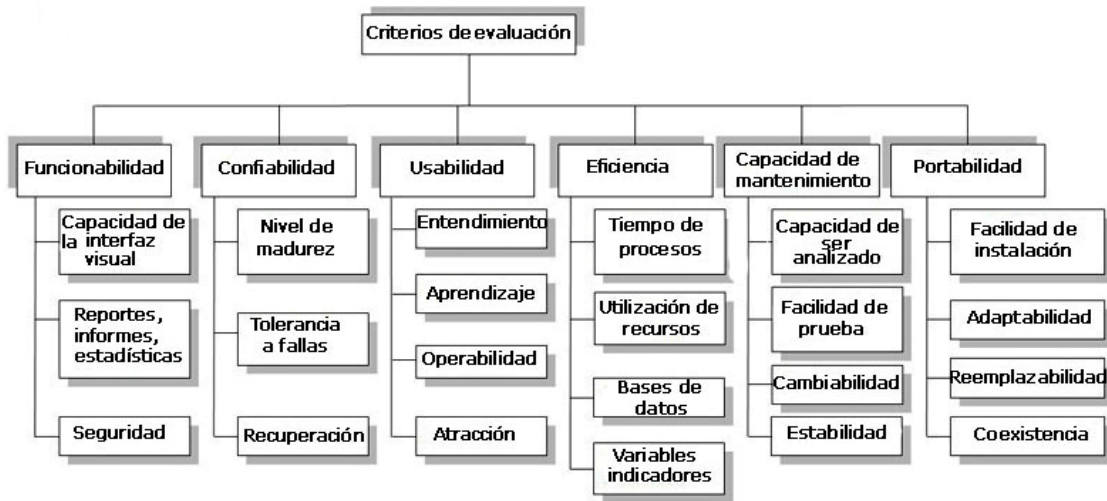 Criterios de evaluación
Funcionabilidad
Capacidad de
la interfaz
visual
Reportes,
informes,
estadísticas
Seguridad
Confiabilidad
Nivel de
madurez
Tolerancia
a fallas
Recuperación
Usabilidad
Entendimiento
Aprendizaje
Operabilidad
Atracción
Eficiencia
Tiempo de
procesos
Utilización de
recursos
Bases de
datos
Variables
indicadores
Capacidad de
mantenimiento
Capacidad de
ser
analizado
Facilidad de
prueba
Cambiabilidad
Estabilidad
Portabilidad
Facilidad de
instalación
Adaptabilidad
Reemplazabilidad
Coexistencia